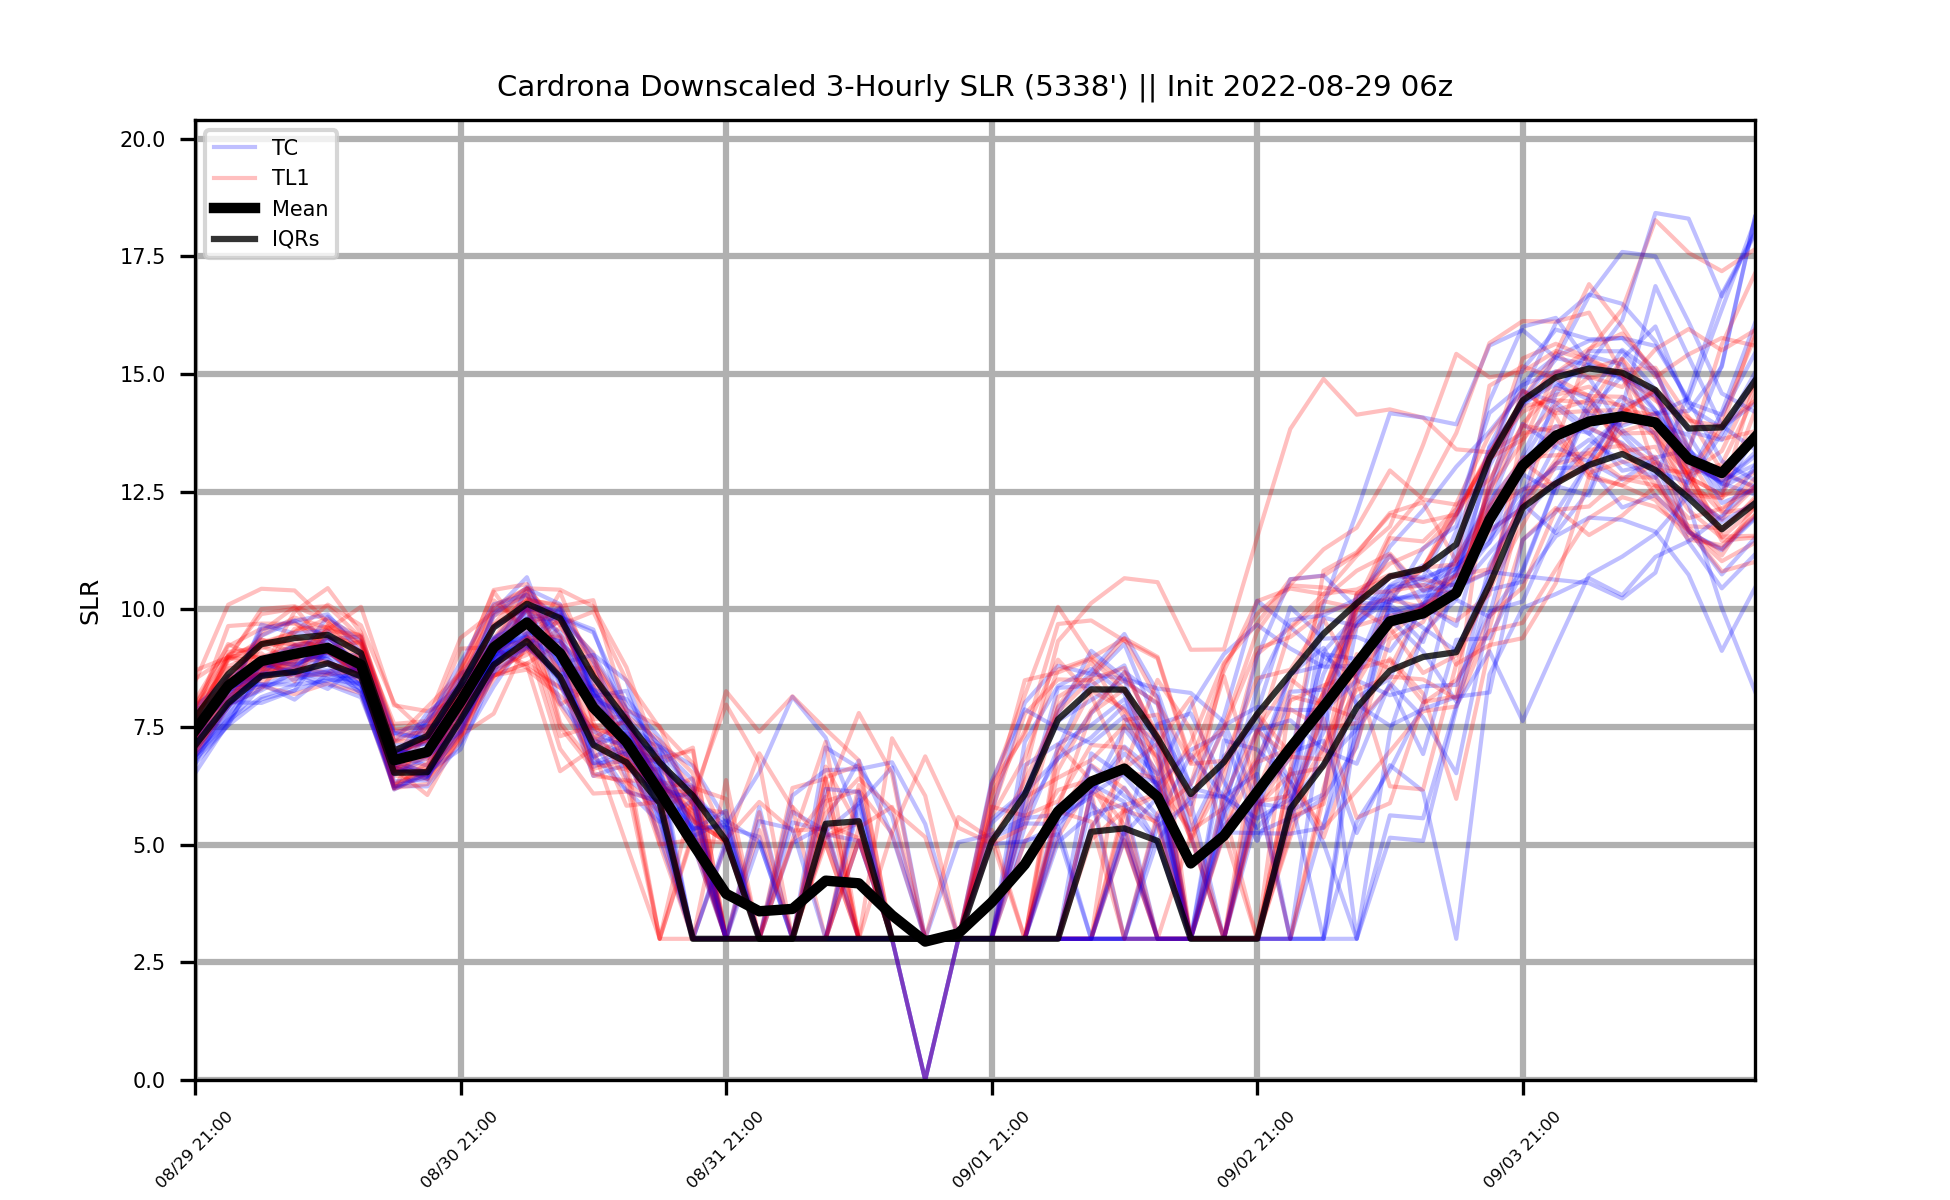 Cardrona Downscaled 3-Hourly SLR (5338') || Init 2022-08-29 06z
TC
TL1
Mean
IQRs
SLR
20.0
17.5
15.0
12.5
10.0
7.5
5.0
2.5
0.0
08/29 21:00
08/30 21:00
08/31 21:00
09/01 21:00
09/02 21:00
09/03 21:00